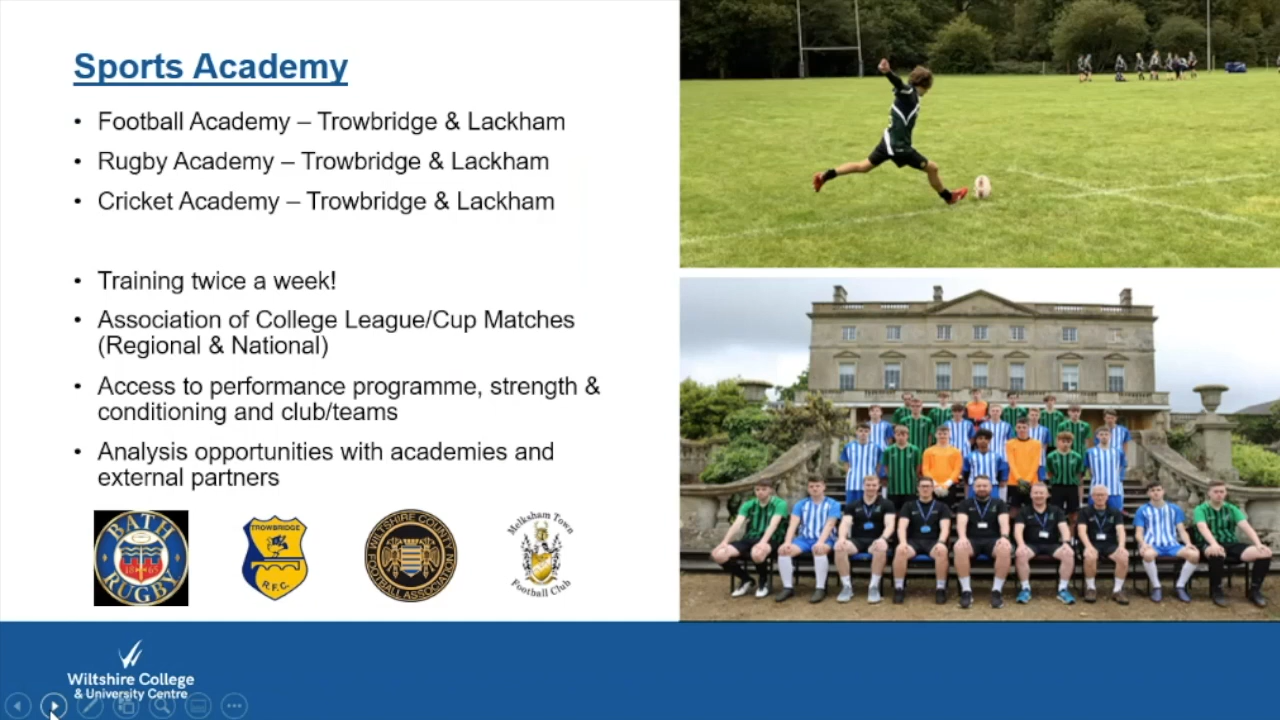 Sports Academy
• Football Academy – Trowbridge & Lackham
• Rugby Academy – Trowbridge & Lackham
• Cricket Academy – Trowbridge & Lackham
• Training twice a week!
• Association of College League/Cup Matches
(Regional & National)
• Access to performance programme, strength &
conditioning and club/teams
• Analysis opportunities with academies and
external partners
BATH
1865
RUGBY
TROWBRIDGE
R.F.C.
WILTSHIRE COUNTY
FOOTBALL ASSOCIATION
Melksham Town
Football Club
Wiltshire College
& University Centre